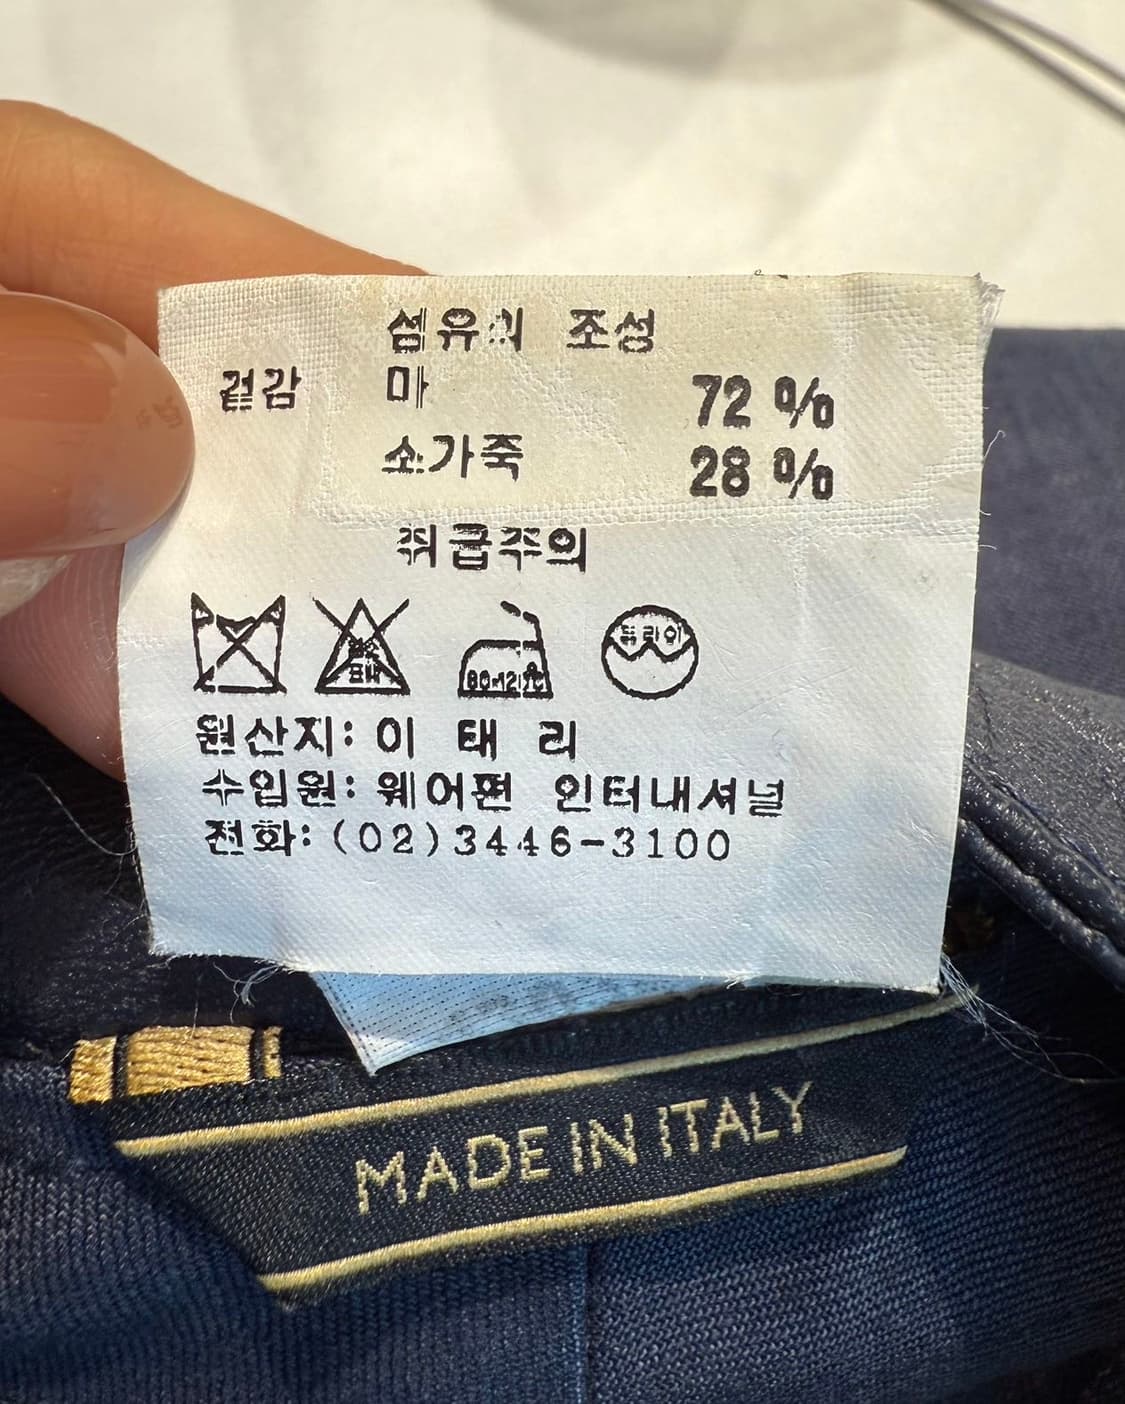 섬유의 조성
겉감 마 72 %
소가죽 28 %
취급주의
80~120℃
드라이
원산지: 이 태 리
수입원: 웨어펀 인터내셔널
전화: (02)3446-3100
MADE IN ITALY